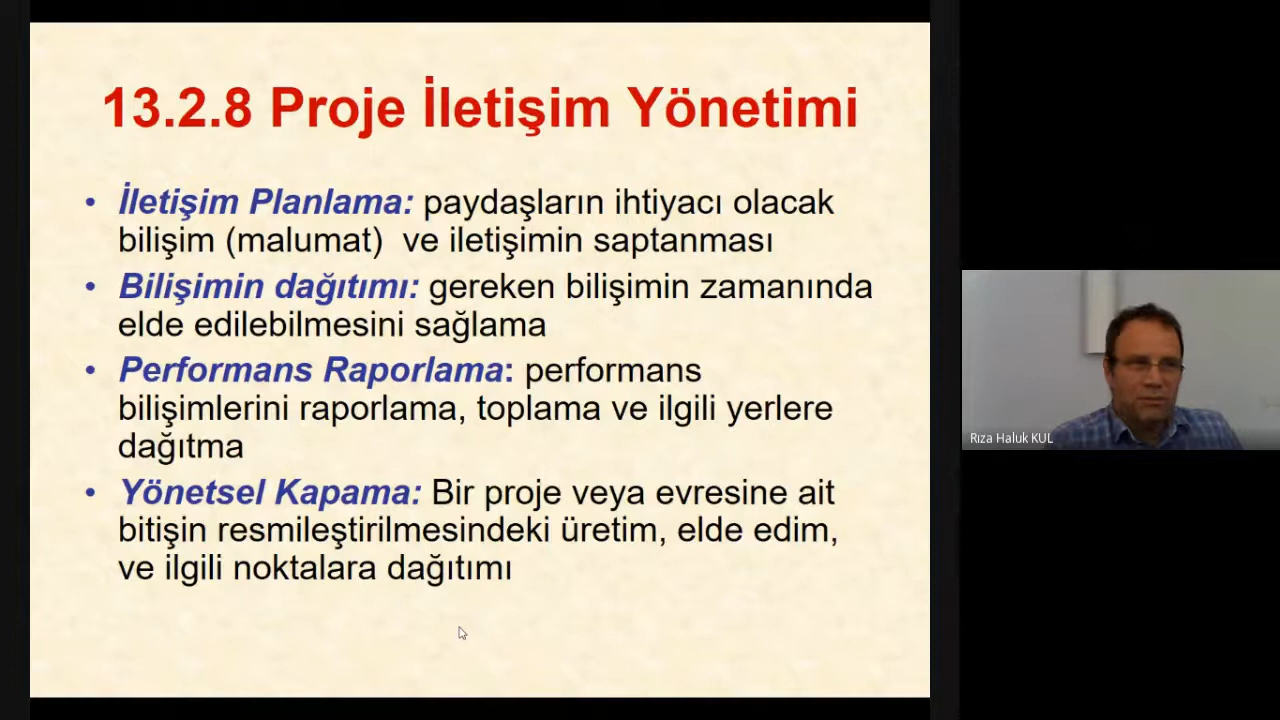 13.2.8 Proje İletişim Yönetimi
• İletişim Planlama: paydaşların ihtiyacı olacak
bilişim (malumat) ve iletişimin saptanması
• Bilişimin dağıtımı: gereken bilişimin zamanında
elde edilebilmesini sağlama
• Performans Raporlama: performans
bilişimlerini raporlama, toplama ve ilgili yerlere
dağıtma
• Yönetsel Kapama: Bir proje veya evresine ait
bitişin resmileştirilmesindeki üretim, elde edim,
ve ilgili noktalara dağıtımı
Rıza Haluk KUL